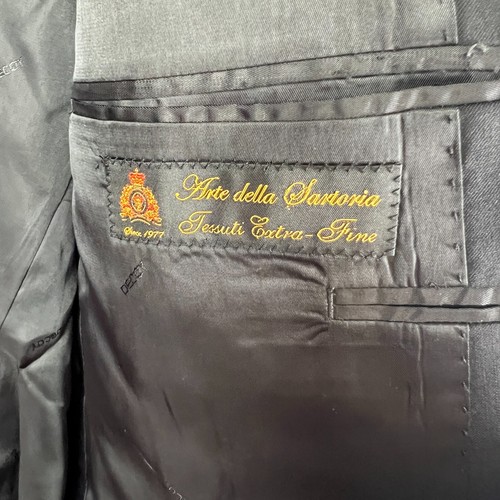 Arte della Sartoria
Tessuti Extra-Fine
Since 1977